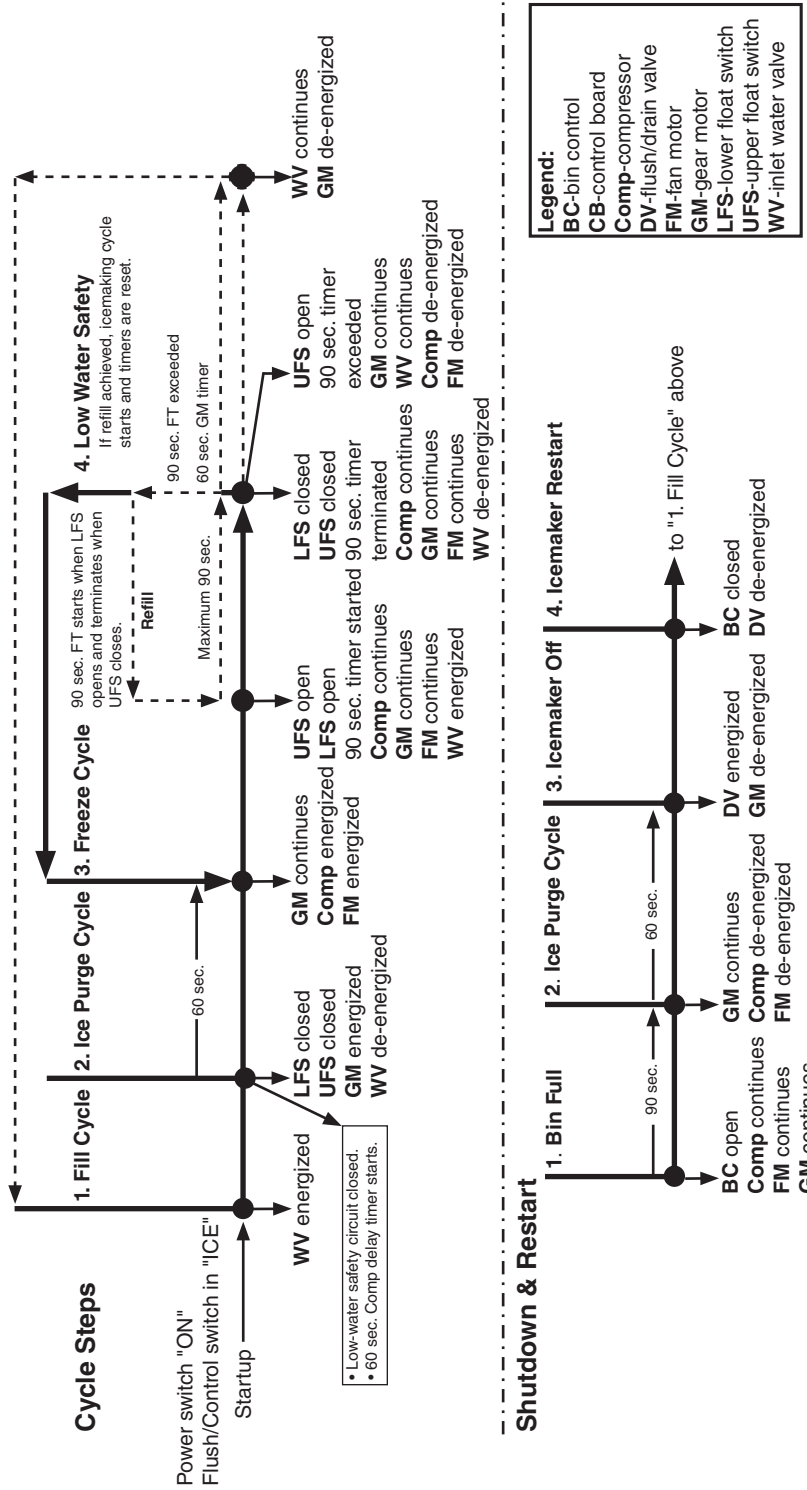 Cycle Steps
Power switch "ON"
Flush/Control switch in "ICE"
Startup
1. Fill Cycle
WV energized
• Low-water safety circuit closed.
• 60 sec. Comp delay timer starts.
2. Ice Purge Cycle
60 sec.
LFS closed
UFS closed
GM energized
WV de-energized
3. Freeze Cycle
GM continues
Comp energized
FM energized
90 sec. FT starts when LFS
opens and terminates when
UFS closes.
Refill
Maximum 90 sec.
UFS open
LFS open
90 sec. timer started
Comp continues
GM continues
FM continues
WV energized
LFS closed
UFS closed
90 sec. timer
terminated
Comp continues
GM continues
FM continues
WV de-energized
4. Low Water Safety
If refill achieved, icemaking cycle
starts and timers are reset.
90 sec. FT exceeded
60 sec. GM timer
UFS open
90 sec. timer
exceeded
GM continues
WV continues
Comp de-energized
FM de-energized
WV continues
GM de-energized
Shutdown & Restart
1. Bin Full
90 sec.
BC open
Comp continues
FM continues
GM continues
2. Ice Purge Cycle
60 sec.
GM continues
Comp de-energized
FM de-energized
3. Icemaker Off
DV energized
GM de-energized
4. Icemaker Restart
BC closed
DV de-energized
to "1. Fill Cycle" above
Legend:
BC-bin control
CB-control board
Comp-compressor
DV-flush/drain valve
FM-fan motor
GM-gear motor
LFS-lower float switch
UFS-upper float switch
WV-inlet water valve